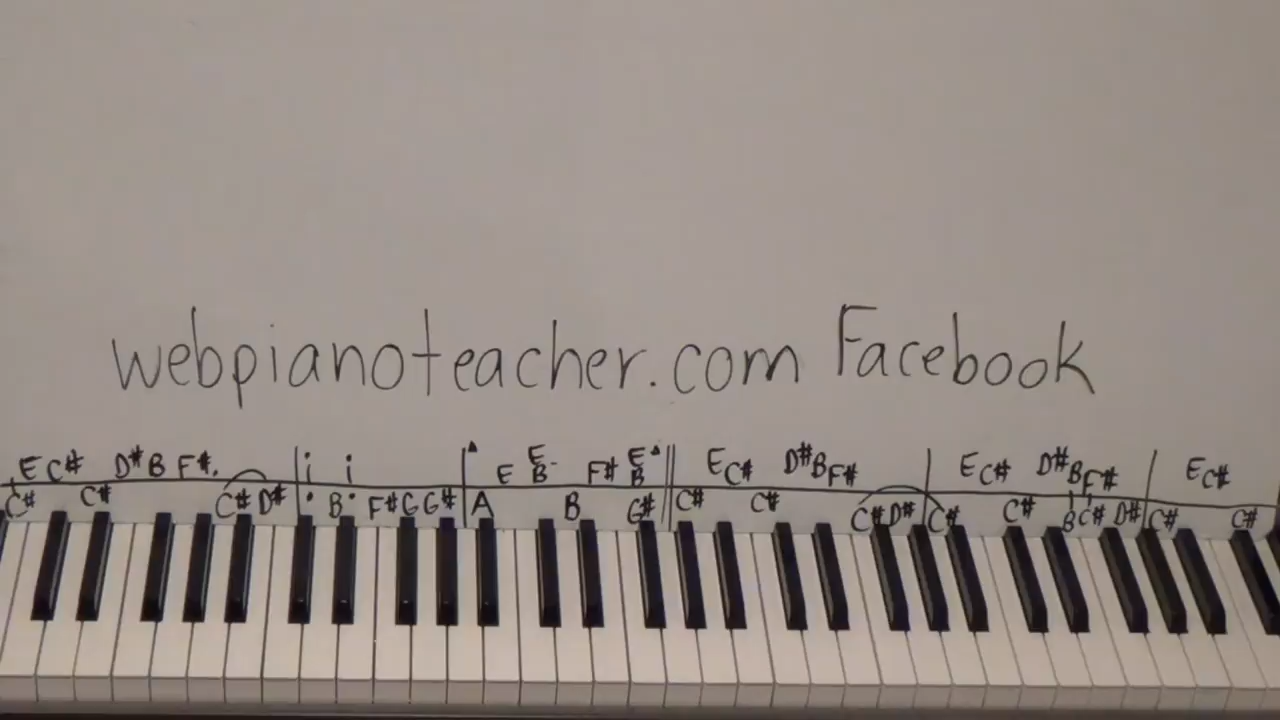 webpianoteacher.com Facebook
E C# D# B F#. E E B F# E B E C# D# B F# E C# D# B F# E C#
C# C# C# D# B F# G G# A B G# C# C# C# D# C# C# B C# D# C# C#